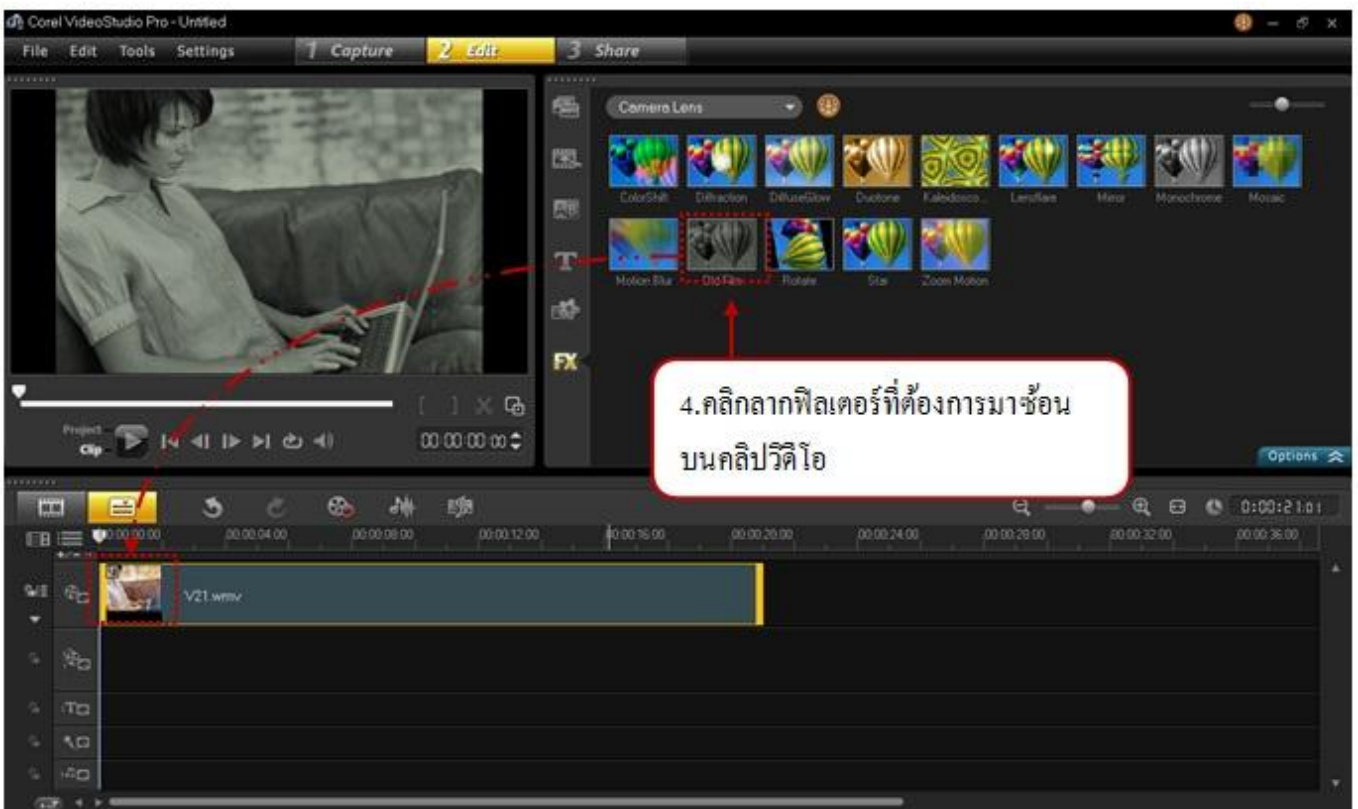 Corel VideoStudio Pro - Untitled
File Edit Tools Settings 1 Capture 2 Edit 3 Share
Camera Lens
ColorShift Diffraction DiffuseGlow Duotone Kaleidosco... Lensflare Mirror Monochrome Mosaic
Motion Blur Old Film Rotate Star Zoom Motion
T
FX
4.คลิกลากฟิลเตอร์ที่ต้องการมาซ้อน
บนคลิปวิดีโอ
Project
Clip
00:00:00:00
Options
0:00:21.01
00:00:00:00 00:00:04:00 00:00:08:00 00:00:12:00 00:00:16:00 00:00:20:00 00:00:24:00 00:00:28:00 00:00:32:00 00:00:36:00
V21.wmv